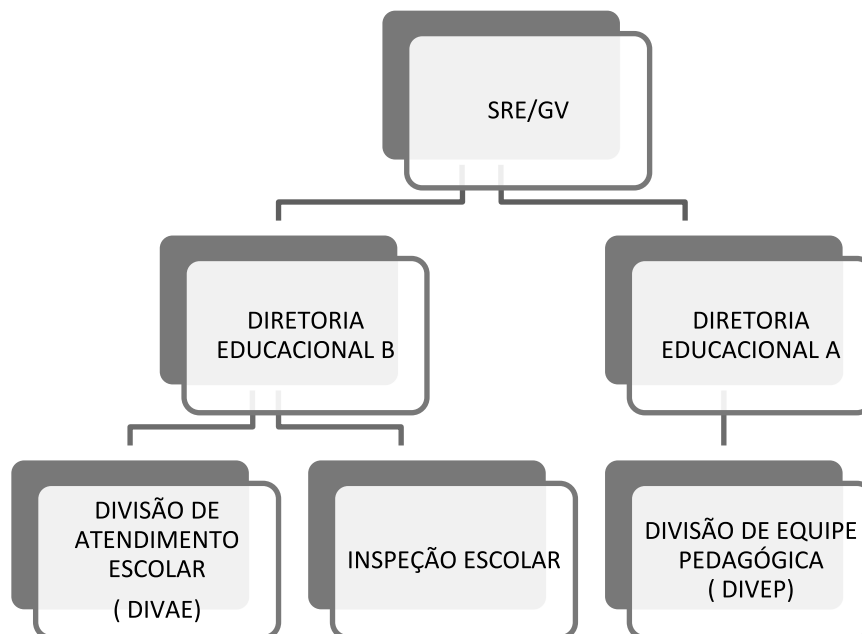 SRE/GV
DIRETORIA
EDUCACIONAL B
DIRETORIA
EDUCACIONAL A
DIVISÃO DE
ATENDIMENTO
ESCOLAR
( DIVAE)
INSPEÇÃO ESCOLAR
DIVISÃO DE EQUIPE
PEDAGÓGICA
( DIVEP)